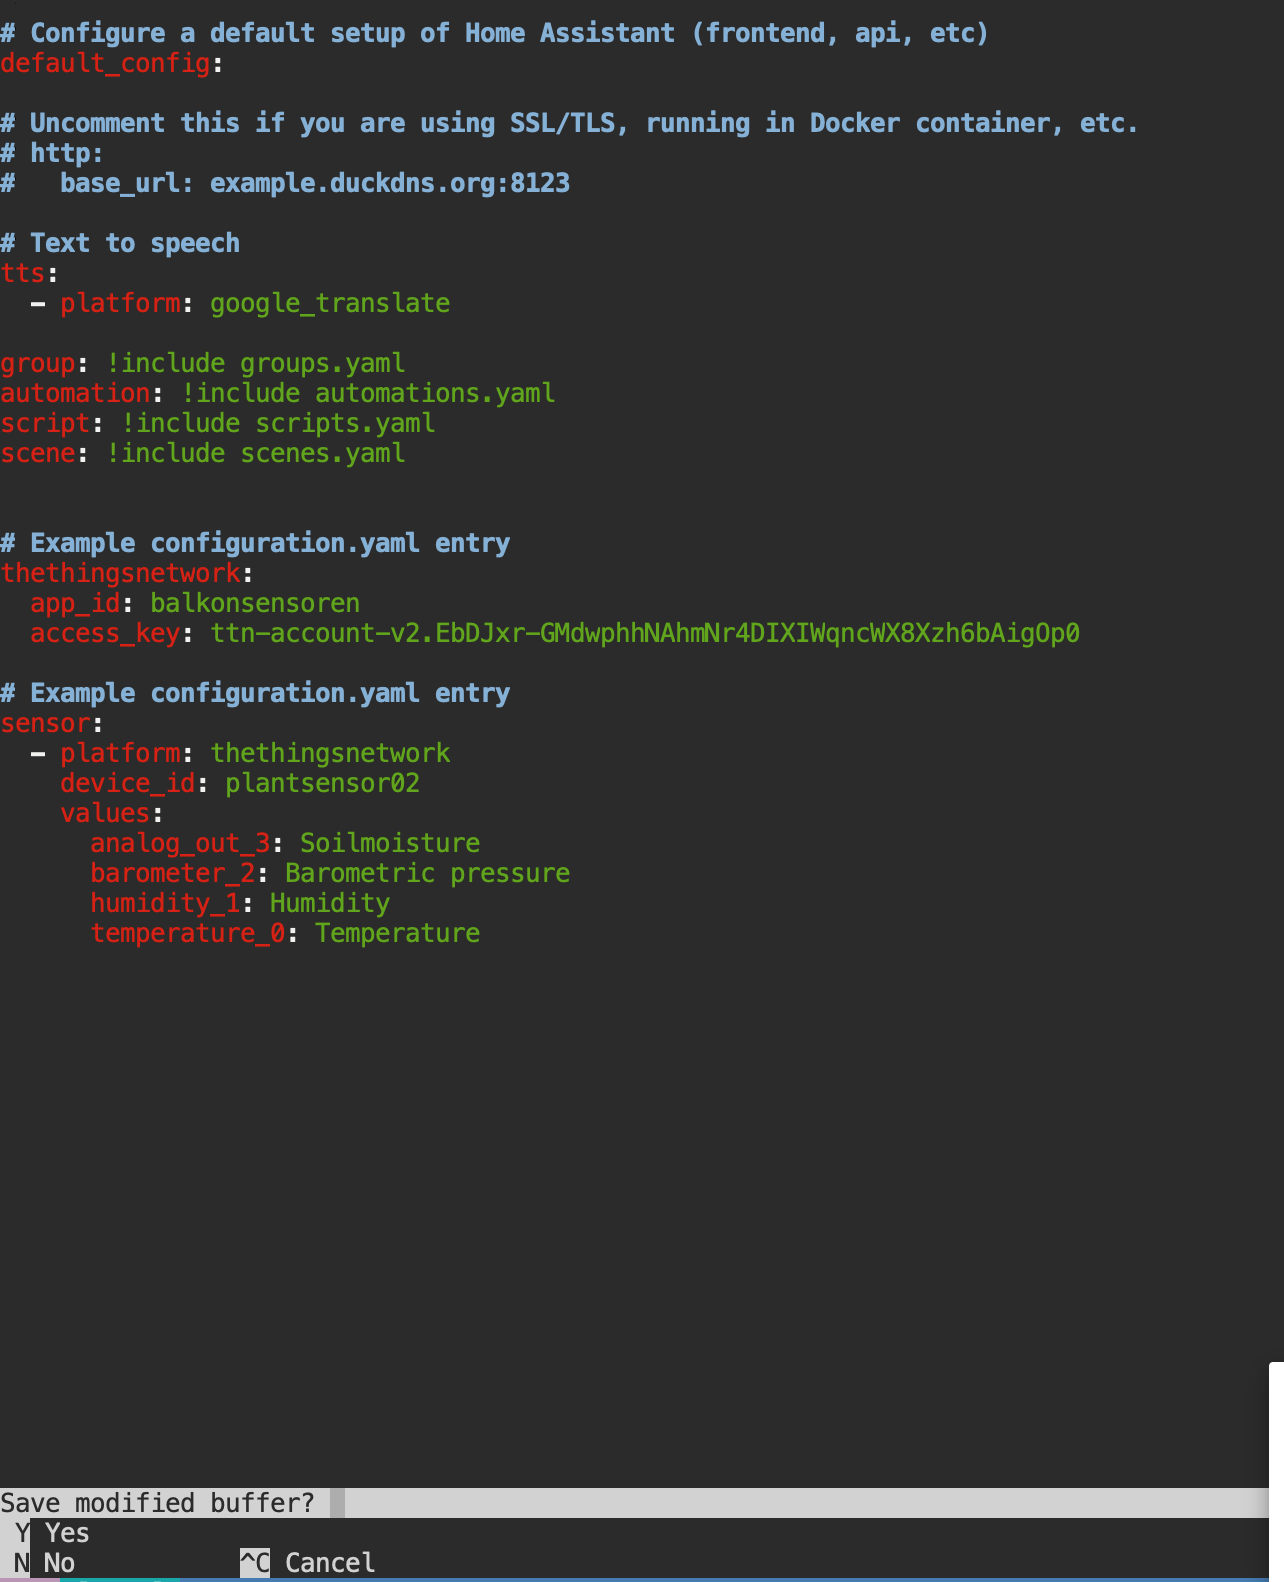 # Configure a default setup of Home Assistant (frontend, api, etc)
default_config:
# Uncomment this if you are using SSL/TLS, running in Docker container, etc.
# http:
#   base_url: example.duckdns.org:8123
# Text to speech
tts:
  - platform: google_translate
group: !include groups.yaml
automation: !include automations.yaml
script: !include scripts.yaml
scene: !include scenes.yaml
# Example configuration.yaml entry
thethingsnetwork:
  app_id: balkonsensoren
  access_key: ttn-account-v2.EbDJxr-GMdwphhNAhmNr4DIXIWqncWX8Xzh6bAigOp0
# Example configuration.yaml entry
sensor:
  - platform: thethingsnetwork
    device_id: plantsensor02
    values:
      analog_out_3: Soilmoisture
      barometer_2: Barometric pressure
      humidity_1: Humidity
      temperature_0: Temperature
Save modified buffer?
Y Yes
N No ^C Cancel